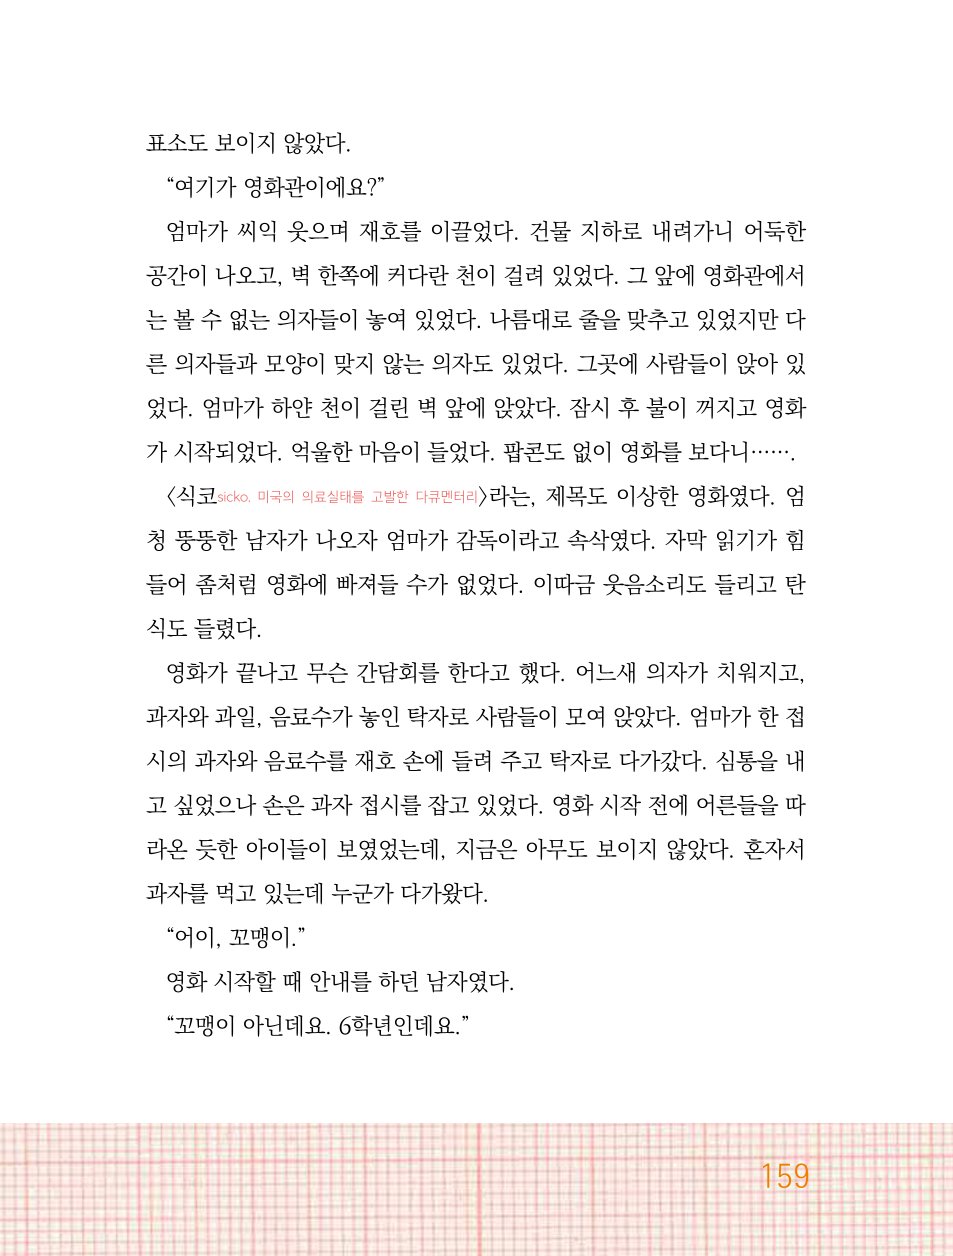 표소도 보이지 않았다.
“여기가 영화관이에요?”
엄마가 씨익 웃으며 재호를 이끌었다. 건물 지하로 내려가니 어둑한
공간이 나오고, 벽 한쪽에 커다란 천이 걸려 있었다. 그 앞에 영화관에서
는 볼 수 없는 의자들이 놓여 있었다. 나름대로 줄을 맞추고 있었지만 다
른 의자들과 모양이 맞지 않는 의자도 있었다. 그곳에 사람들이 앉아 있
었다. 엄마가 하얀 천이 걸린 벽 앞에 앉았다. 잠시 후 불이 꺼지고 영화
가 시작되었다. 억울한 마음이 들었다. 팝콘도 없이 영화를 보다니…….
〈식코sicko, 미국의 의료실태를 고발한 다큐멘터리〉라는, 제목도 이상한 영화였다. 엄
청 뚱뚱한 남자가 나오자 엄마가 감독이라고 속삭였다. 자막 읽기가 힘
들어 좀처럼 영화에 빠져들 수가 없었다. 이따금 웃음소리도 들리고 탄
식도 들렸다.
영화가 끝나고 무슨 간담회를 한다고 했다. 어느새 의자가 치워지고,
과자와 과일, 음료수가 놓인 탁자로 사람들이 모여 앉았다. 엄마가 한 접
시의 과자와 음료수를 재호 손에 들려 주고 탁자로 다가갔다. 심통을 내
고 싶었으나 손은 과자 접시를 잡고 있었다. 영화 시작 전에 어른들을 따
라온 듯한 아이들이 보였었는데, 지금은 아무도 보이지 않았다. 혼자서
과자를 먹고 있는데 누군가 다가왔다.
“어이, 꼬맹이.”
영화 시작할 때 안내를 하던 남자였다.
“꼬맹이 아닌데요. 6학년인데요.”
159